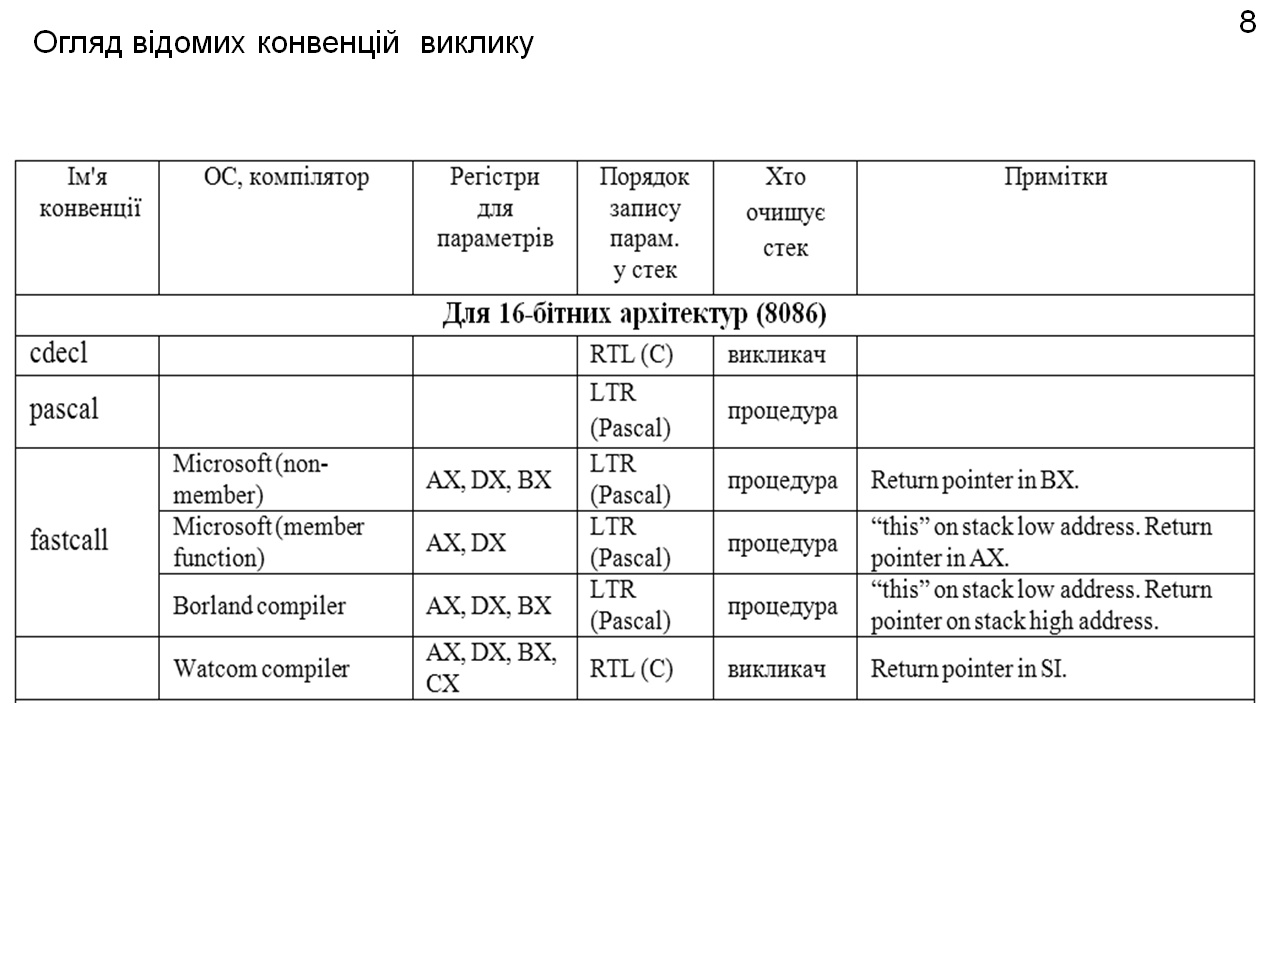 8
Огляд відомих конвенцій виклику
Ім'я
конвенції
ОС, компілятор
Регістри
для
параметрів
Порядок
запису
парам.
у стек
Хто
очищує
стек
Примітки
Для 16-бітних архітектур (8086)
cdecl
RTL (C)
викликач
pascal
LTR
(Pascal)
процедура
fastcall
Microsoft (non-
member)
AX, DX, BX
LTR
(Pascal)
процедура
Return pointer in BX.
Microsoft (member
function)
AX, DX
LTR
(Pascal)
процедура
“this” on stack low address. Return
pointer in AX.
Borland compiler
AX, DX, BX
LTR
(Pascal)
процедура
“this” on stack low address. Return
pointer on stack high address.
Watcom compiler
AX, DX, BX,
CX
RTL (C)
викликач
Return pointer in SI.